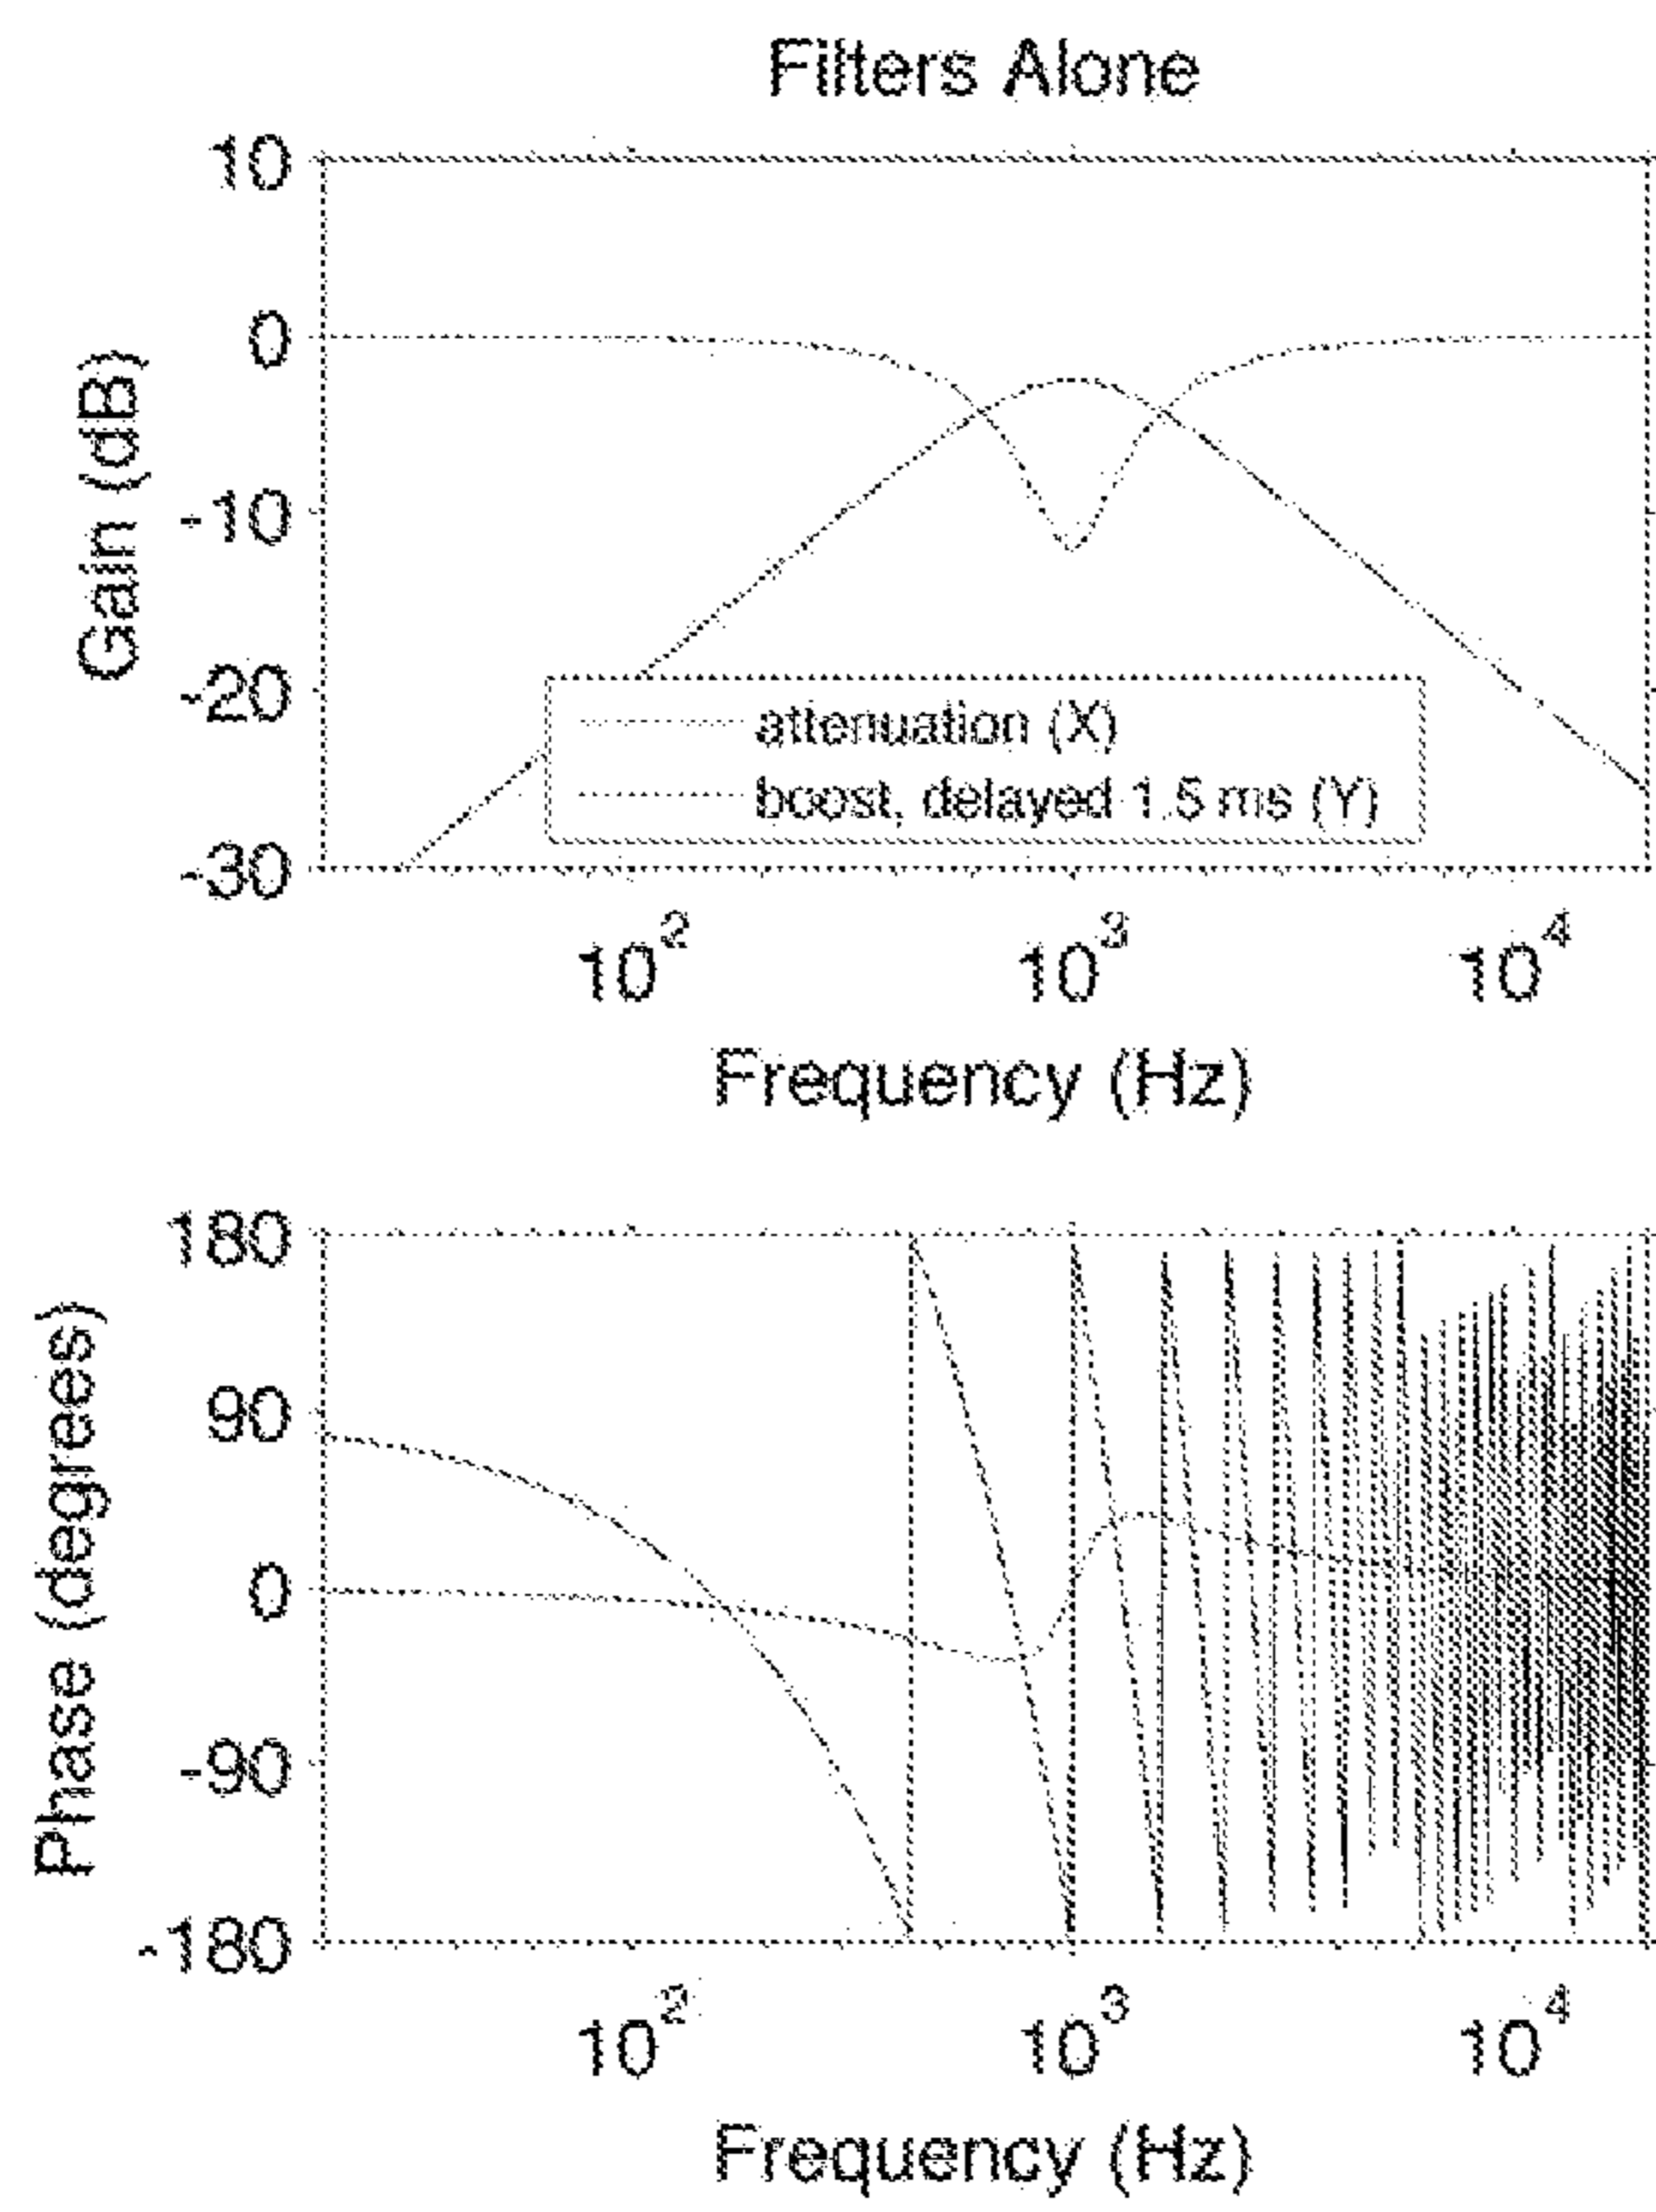 Filters Alone
10
0
-10
-20
-30
Gain (dB)
attenuation (X)
boost, delayed 1.5 ms (Y)
10^2 10^3 10^4
Frequency (Hz)
180
90
0
-90
-180
Phase (degrees)
10^2 10^3 10^4
Frequency (Hz)